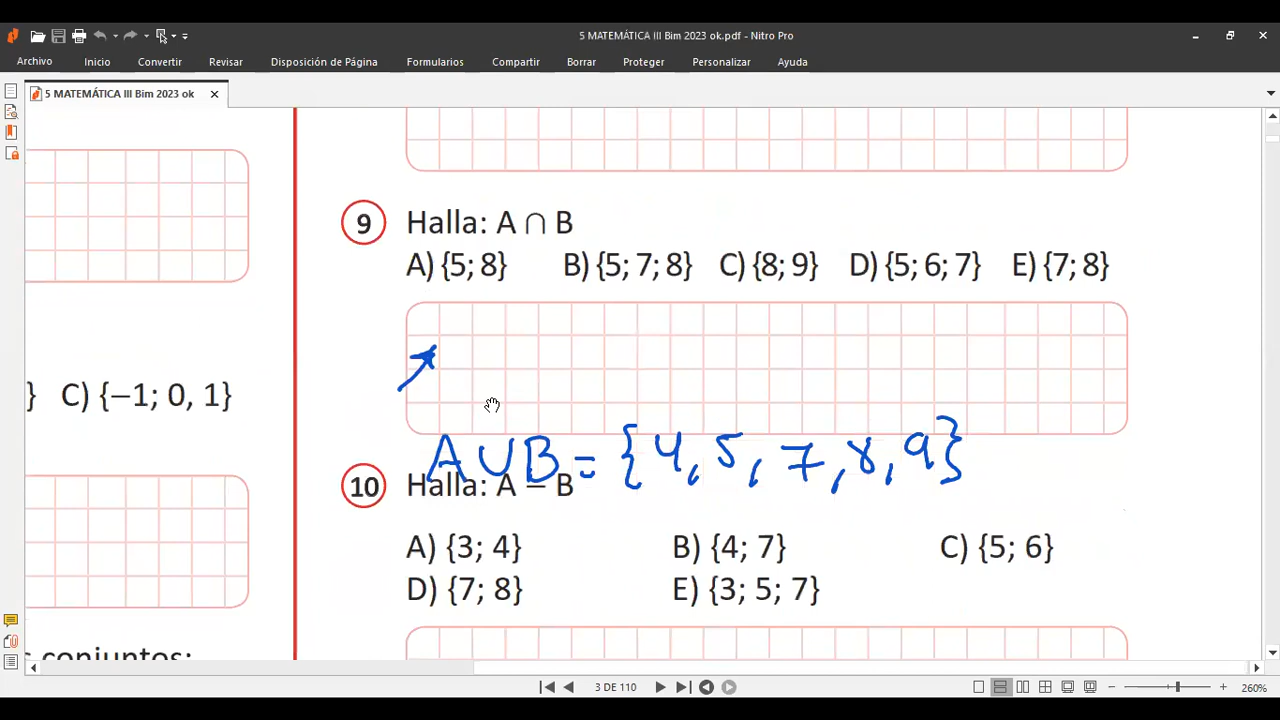 5 MATEMÁTICA III Bim 2023 ok.pdf - Nitro Pro
Archivo Inicio Convertir Revisar Disposición de Página Formularios Compartir Borrar Proteger Personalizar Ayuda
5 MATEMÁTICA III Bim 2023 ok
9 Halla: A ∩ B
A) {5; 8} B) {5; 7; 8} C) {8; 9} D) {5; 6; 7} E) {7; 8}
} C) {−1; 0, 1}
A U B = {4, 5, 7, 8, 9}
10 Halla: A − B
A) {3; 4} B) {4; 7} C) {5; 6}
D) {7; 8} E) {3; 5; 7}
conjuntos:
3 DE 110
260%